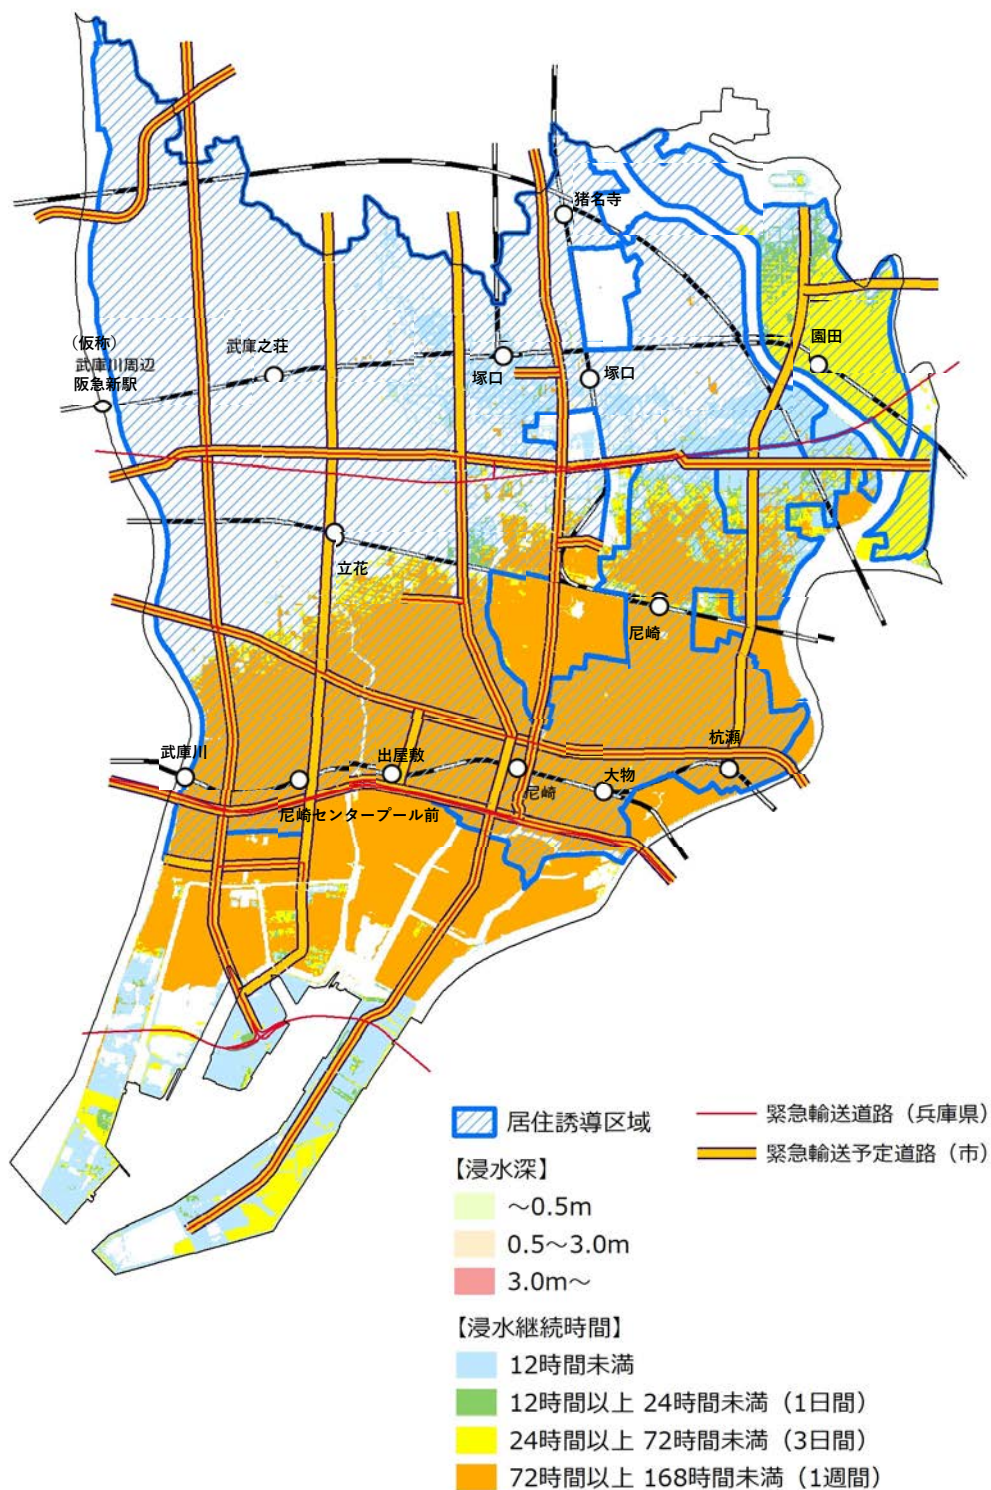 猪名寺
園田
（仮称）
武庫川周辺
阪急新駅
武庫之荘
塚口
塚口
立花
尼崎
武庫川
出屋敷
尼崎
大物
杭瀬
尼崎センタープール前
居住誘導区域
緊急輸送道路（兵庫県）
緊急輸送予定道路（市）
【浸水深】
～0.5m
0.5～3.0m
3.0m～
【浸水継続時間】
12時間未満
12時間以上 24時間未満（1日間）
24時間以上 72時間未満（3日間）
72時間以上 168時間未満（1週間）